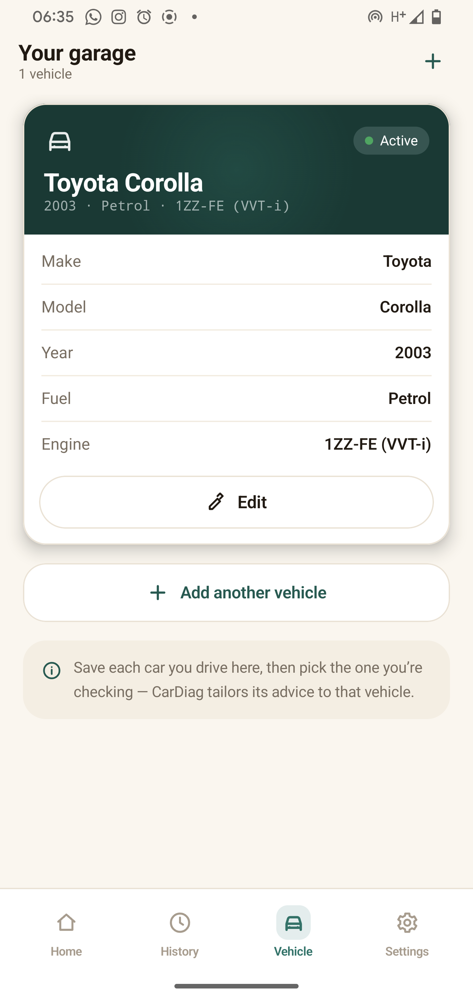 06:35
H+
Your garage
1 vehicle
Active
Toyota Corolla
2003 · Petrol · 1ZZ-FE (VVT-i)
Make Toyota
Model Corolla
Year 2003
Fuel Petrol
Engine 1ZZ-FE (VVT-i)
Edit
Add another vehicle
Save each car you drive here, then pick the one you’re
checking — CarDiag tailors its advice to that vehicle.
Home History Vehicle Settings